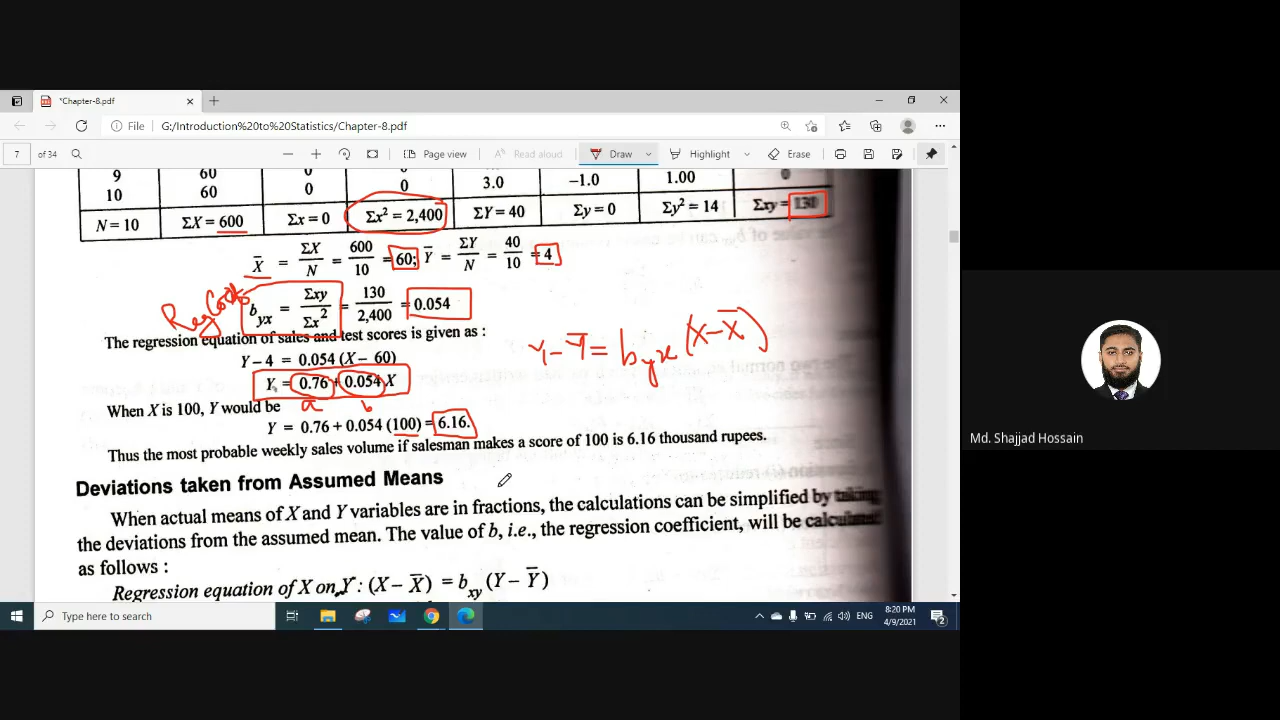 *Chapter-8.pdf
File G:/Introduction%20to%20Statistics/Chapter-8.pdf
7 of 34 Page view Read aloud Draw Highlight Erase
9 60 0 0
10 60 0 0 3.0 −1.0 1.00 0
N = 10 ΣX = 600 Σx = 0 Σx² = 2,400 ΣY = 40 Σy = 0 Σy² = 14 Σxy = 130
X̄ = ΣX/N = 600/10 = 60; Ȳ = ΣY/N = 40/10 = 4
b_yx = Σxy/Σx² = 130/2,400 = 0.054
The regression equation of sales and test scores is given as :
Y − Ȳ = b_yx (X − X̄)
Y − 4 = 0.054 (X − 60)
Y = 0.76 + 0.054 X
a b
When X is 100, Y would be
Y = 0.76 + 0.054 (100) = 6.16.
Thus the most probable weekly sales volume if salesman makes a score of 100 is 6.16 thousand rupees.
Deviations taken from Assumed Means
When actual means of X and Y variables are in fractions, the calculations can be simplified by taking
the deviations from the assumed mean. The value of b, i.e., the regression coefficient, will be calculated
as follows :
Regression equation of X on Y : (X − X̄) = b_xy (Y − Ȳ)
Md. Shajjad Hossain
Type here to search
ENG
8:20 PM
4/9/2021
2